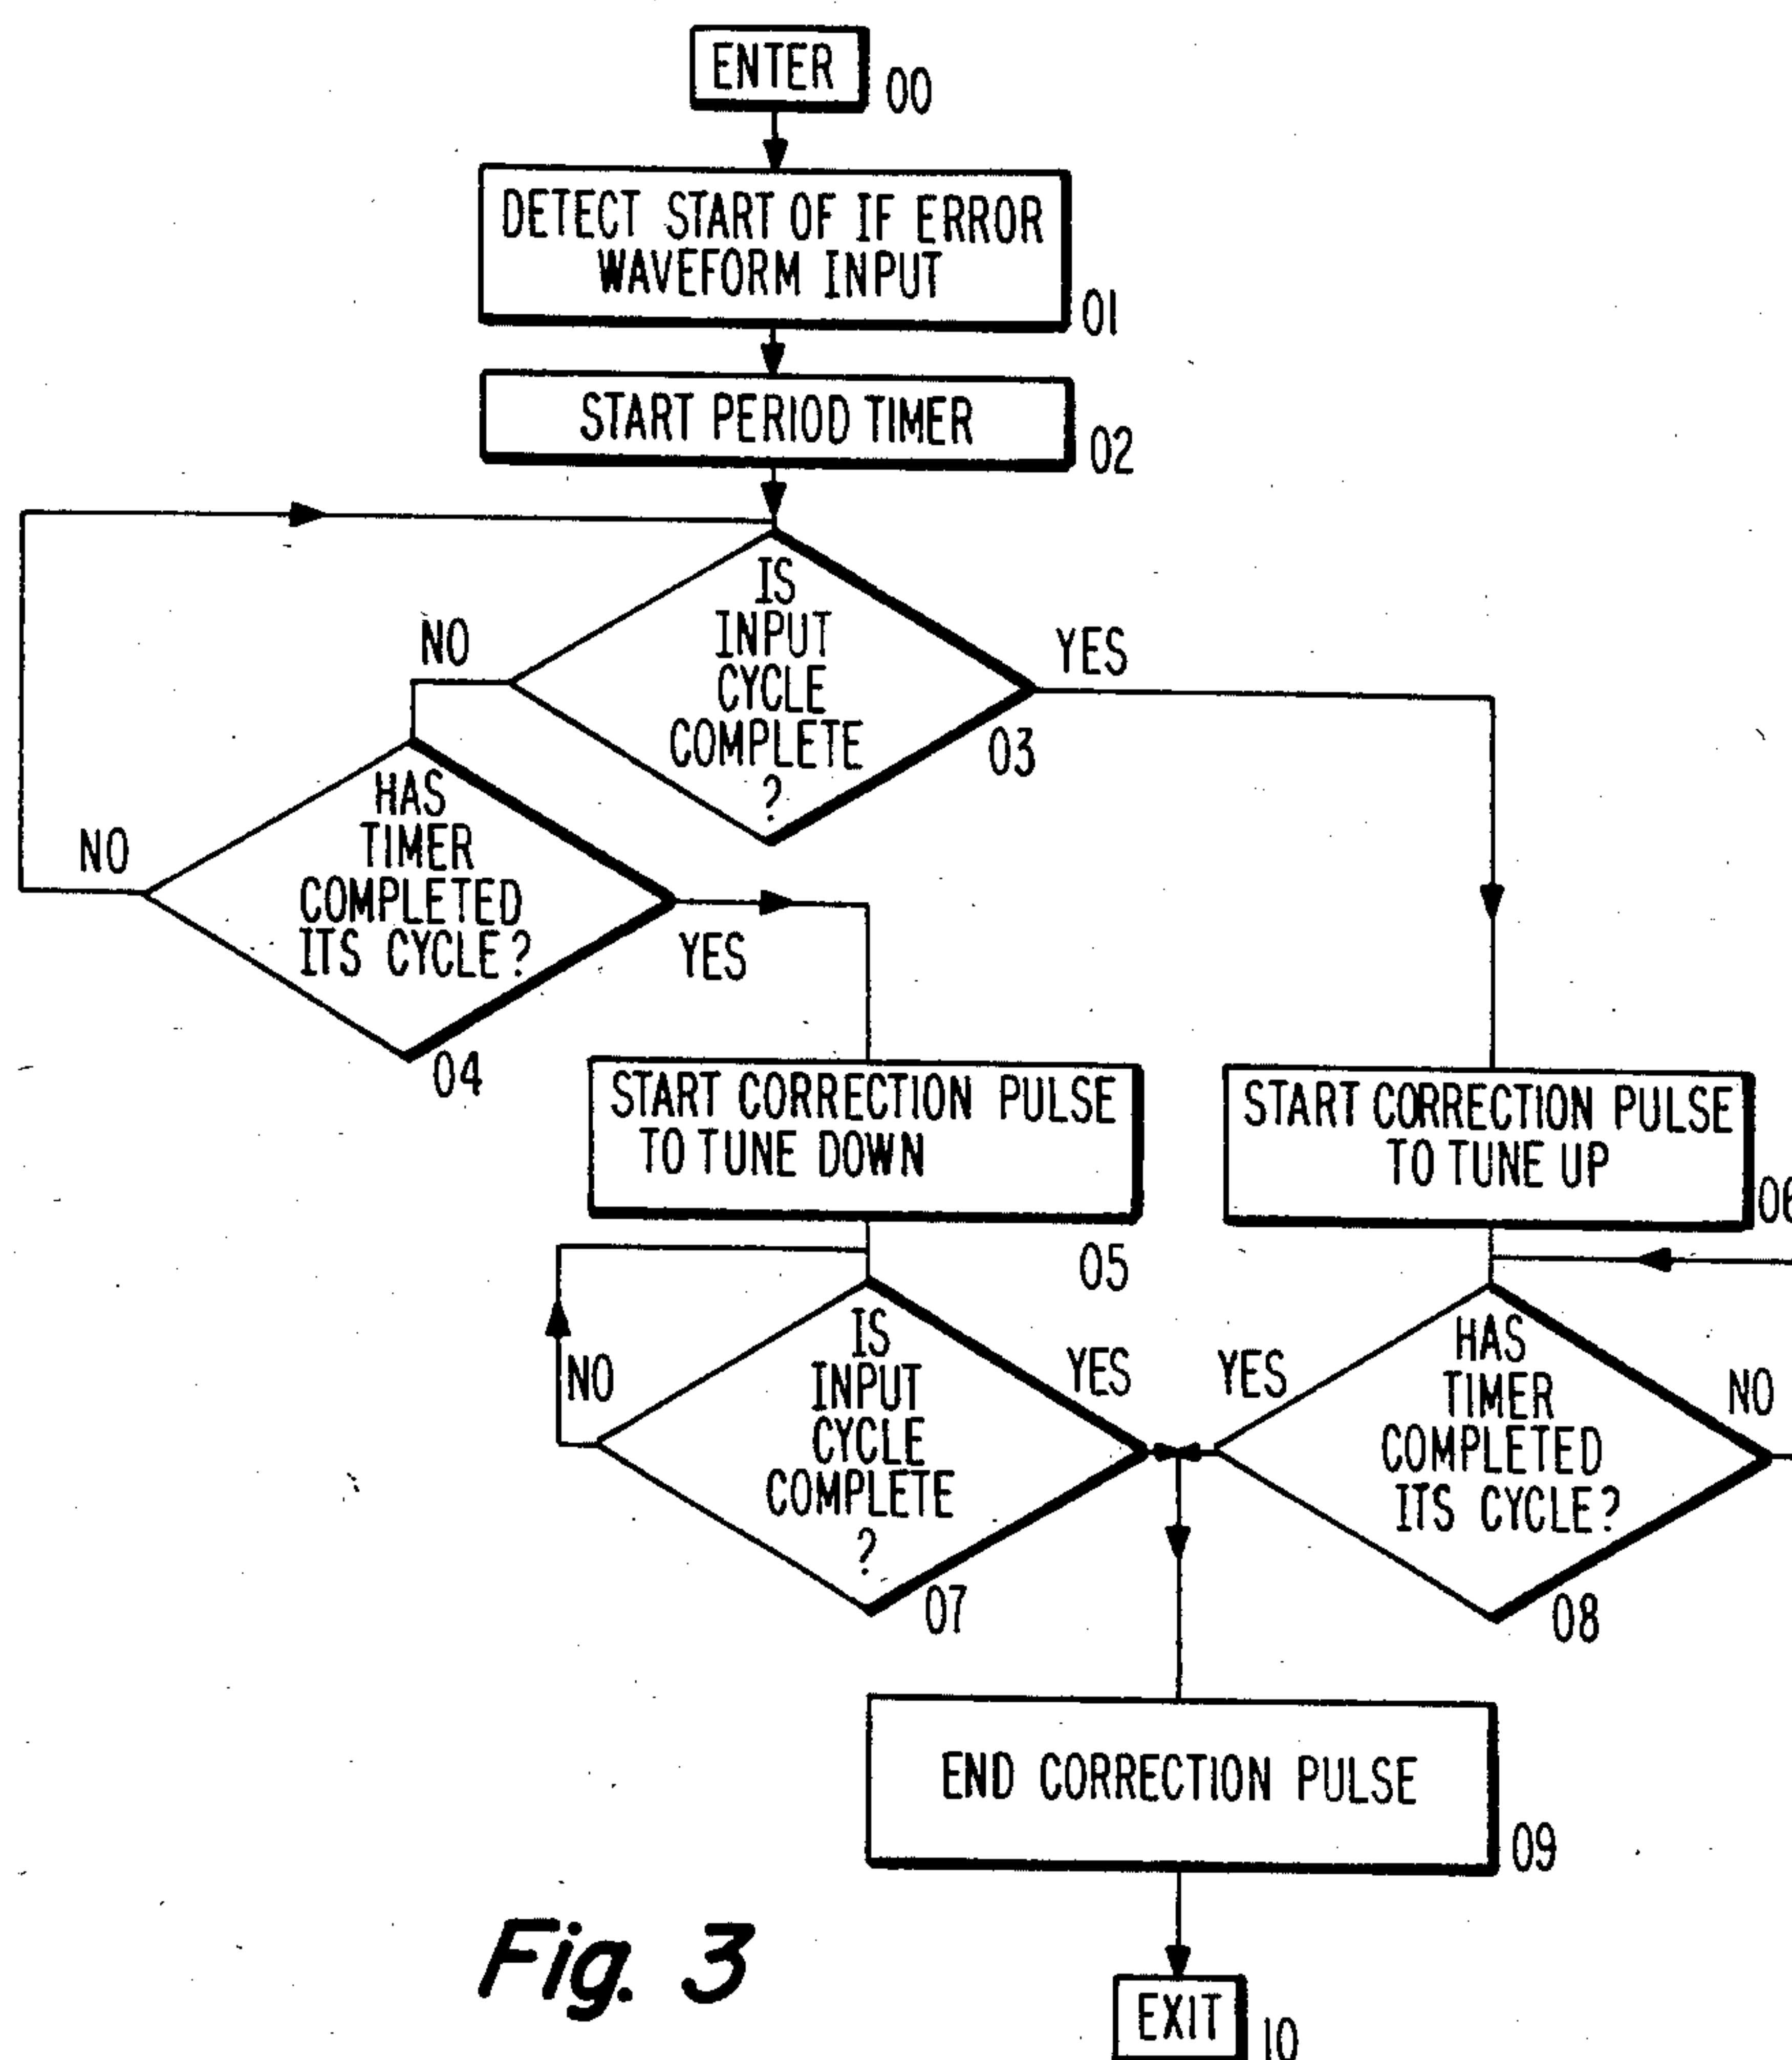 ENTER
00
DETECT START OF IF ERROR
WAVEFORM INPUT
01
START PERIOD TIMER
02
IS
INPUT
CYCLE
COMPLETE
?
03
NO
YES
HAS
TIMER
COMPLETED
ITS CYCLE?
04
NO
YES
START CORRECTION PULSE
TO TUNE DOWN
05
START CORRECTION PULSE
TO TUNE UP
06
IS
INPUT
CYCLE
COMPLETE
?
07
NO
YES
HAS
TIMER
COMPLETED
ITS CYCLE?
08
YES
NO
END CORRECTION PULSE
09
EXIT
10
Fig. 3